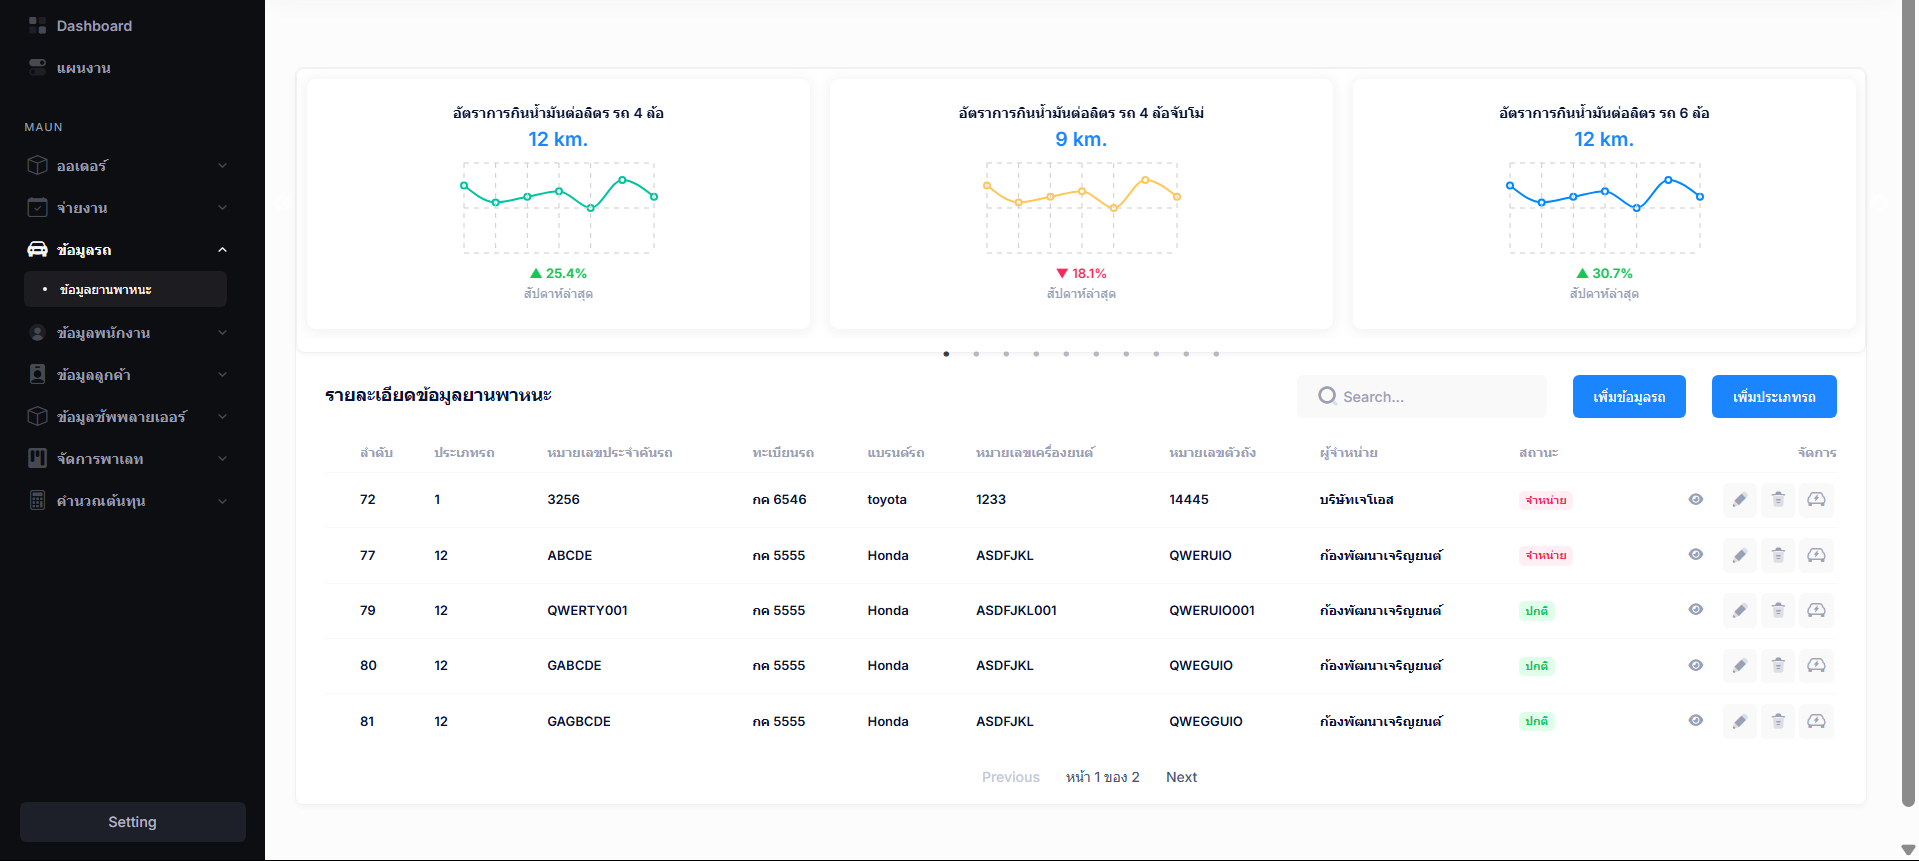 Dashboard
แผนงาน
MAUN
ออเดอร์
จ่ายงาน
ข้อมูลรถ
ข้อมูลยานพาหนะ
ข้อมูลพนักงาน
ข้อมูลลูกค้า
ข้อมูลซัพพลายเออร์
จัดการพาเลท
คำนวณต้นทุน
Setting
อัตราการกินน้ำมันต่อลิตร รถ 4 ล้อ
12 km.
25.4%
สัปดาห์ล่าสุด
อัตราการกินน้ำมันต่อลิตร รถ 4 ล้อจัมโบ่
9 km.
18.1%
สัปดาห์ล่าสุด
อัตราการกินน้ำมันต่อลิตร รถ 6 ล้อ
12 km.
30.7%
สัปดาห์ล่าสุด
รายละเอียดข้อมูลยานพาหนะ
Search...
เพิ่มข้อมูลรถ
เพิ่มประเภทรถ
ลำดับ ประเภทรถ หมายเลขประจำคันรถ ทะเบียนรถ แบรนด์รถ หมายเลขเครื่องยนต์ หมายเลขตัวถัง ผู้จำหน่าย สถานะ จัดการ
72 1 3256 กค 6546 toyota 1233 14445 บริษัทเจโเอส จำหน่าย
77 12 ABCDE กค 5555 Honda ASDFJKL QWERUIO ก้องพัฒนาเจริญยนต์ จำหน่าย
79 12 QWERTY001 กค 5555 Honda ASDFJKL001 QWERUIO001 ก้องพัฒนาเจริญยนต์ ปกติ
80 12 GABCDE กค 5555 Honda ASDFJKL QWEGUIO ก้องพัฒนาเจริญยนต์ ปกติ
81 12 GAGBCDE กค 5555 Honda ASDFJKL QWEGGUIO ก้องพัฒนาเจริญยนต์ ปกติ
Previous หน้า 1 ของ 2 Next